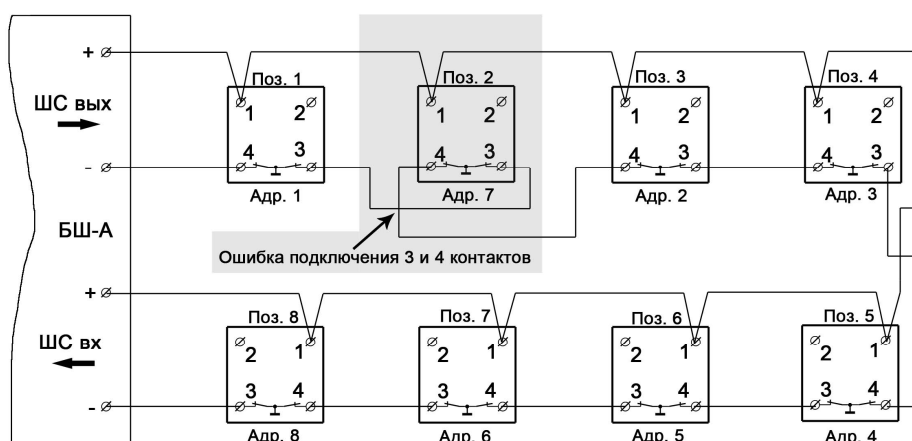 +
ШС вых
-
БШ-А
+
ШС вх
-
Поз. 1
1 2
4 3
Адр. 1
Поз. 2
1 2
4 3
Адр. 7
Поз. 3
1 2
4 3
Адр. 2
Поз. 4
1 2
4 3
Адр. 3
Ошибка подключения 3 и 4 контактов
Поз. 8
2 1
3 4
Адр. 8
Поз. 7
2 1
3 4
Адр. 6
Поз. 6
2 1
3 4
Адр. 5
Поз. 5
2 1
3 4
Адр. 4